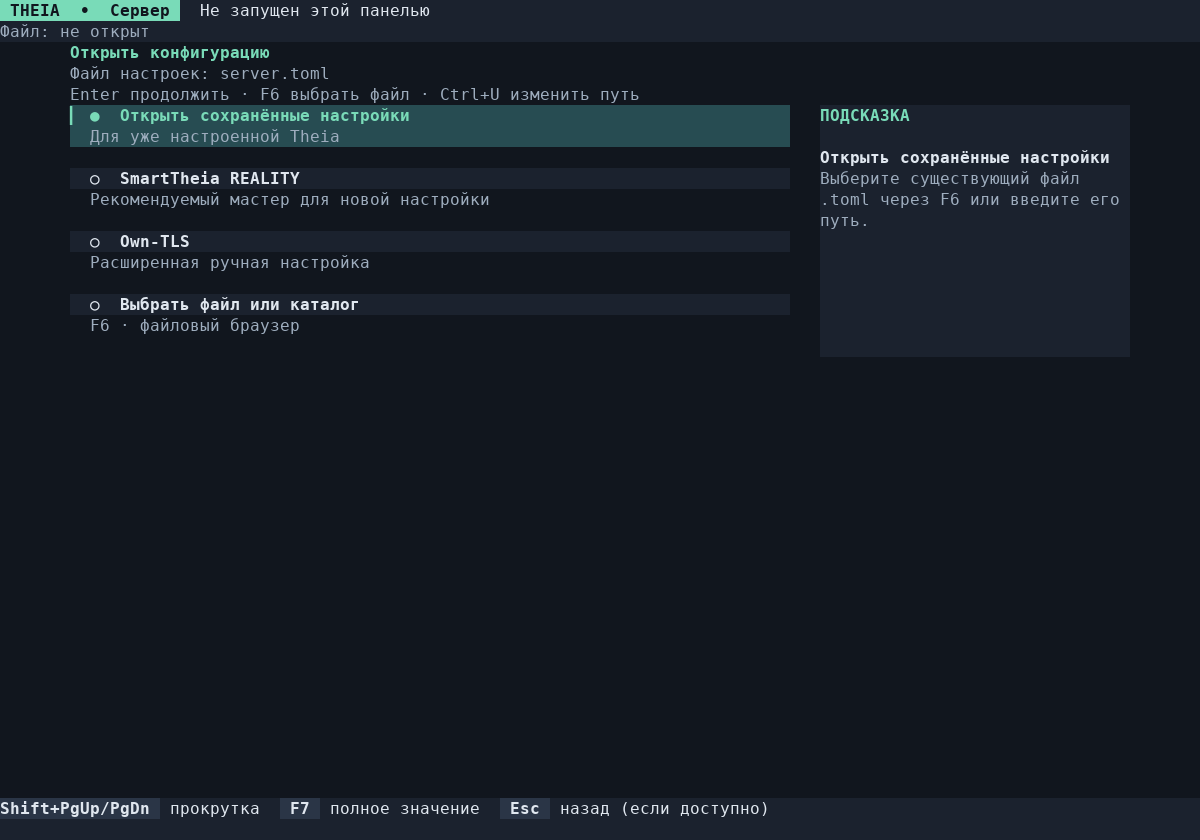 THEIA • Сервер Не запущен этой панелью
Файл: не открыт
Открыть конфигурацию
Файл настроек: server.toml
Enter продолжить · F6 выбрать файл · Ctrl+U изменить путь
● Открыть сохранённые настройки
Для уже настроенной Theia
○ SmartTheia REALITY
Рекомендуемый мастер для новой настройки
○ Own-TLS
Расширенная ручная настройка
○ Выбрать файл или каталог
F6 · файловый браузер
ПОДСКАЗКА
Открыть сохранённые настройки
Выберите существующий файл
.toml через F6 или введите его
путь.
Shift+PgUp/PgDn прокрутка F7 полное значение Esc назад (если доступно)